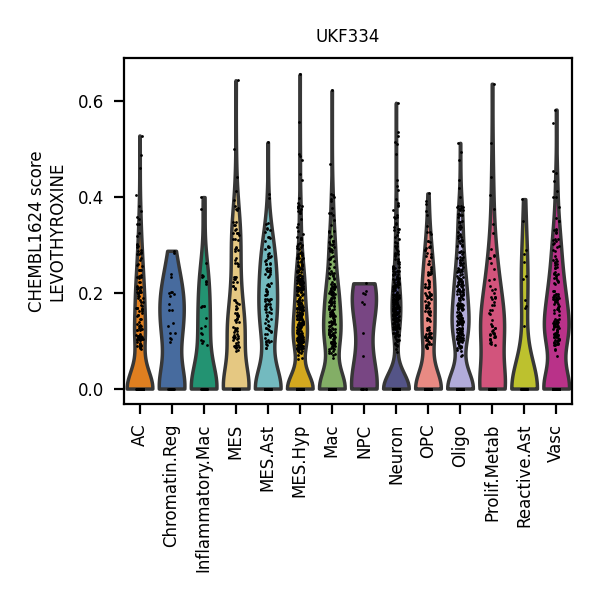 UKF334
CHEMBL1624 score
LEVOTHYROXINE
0.6
0.4
0.2
0.0
AC
Chromatin.Reg
Inflammatory.Mac
MES
MES.Ast
MES.Hyp
Mac
NPC
Neuron
OPC
Oligo
Prolif.Metab
Reactive.Ast
Vasc